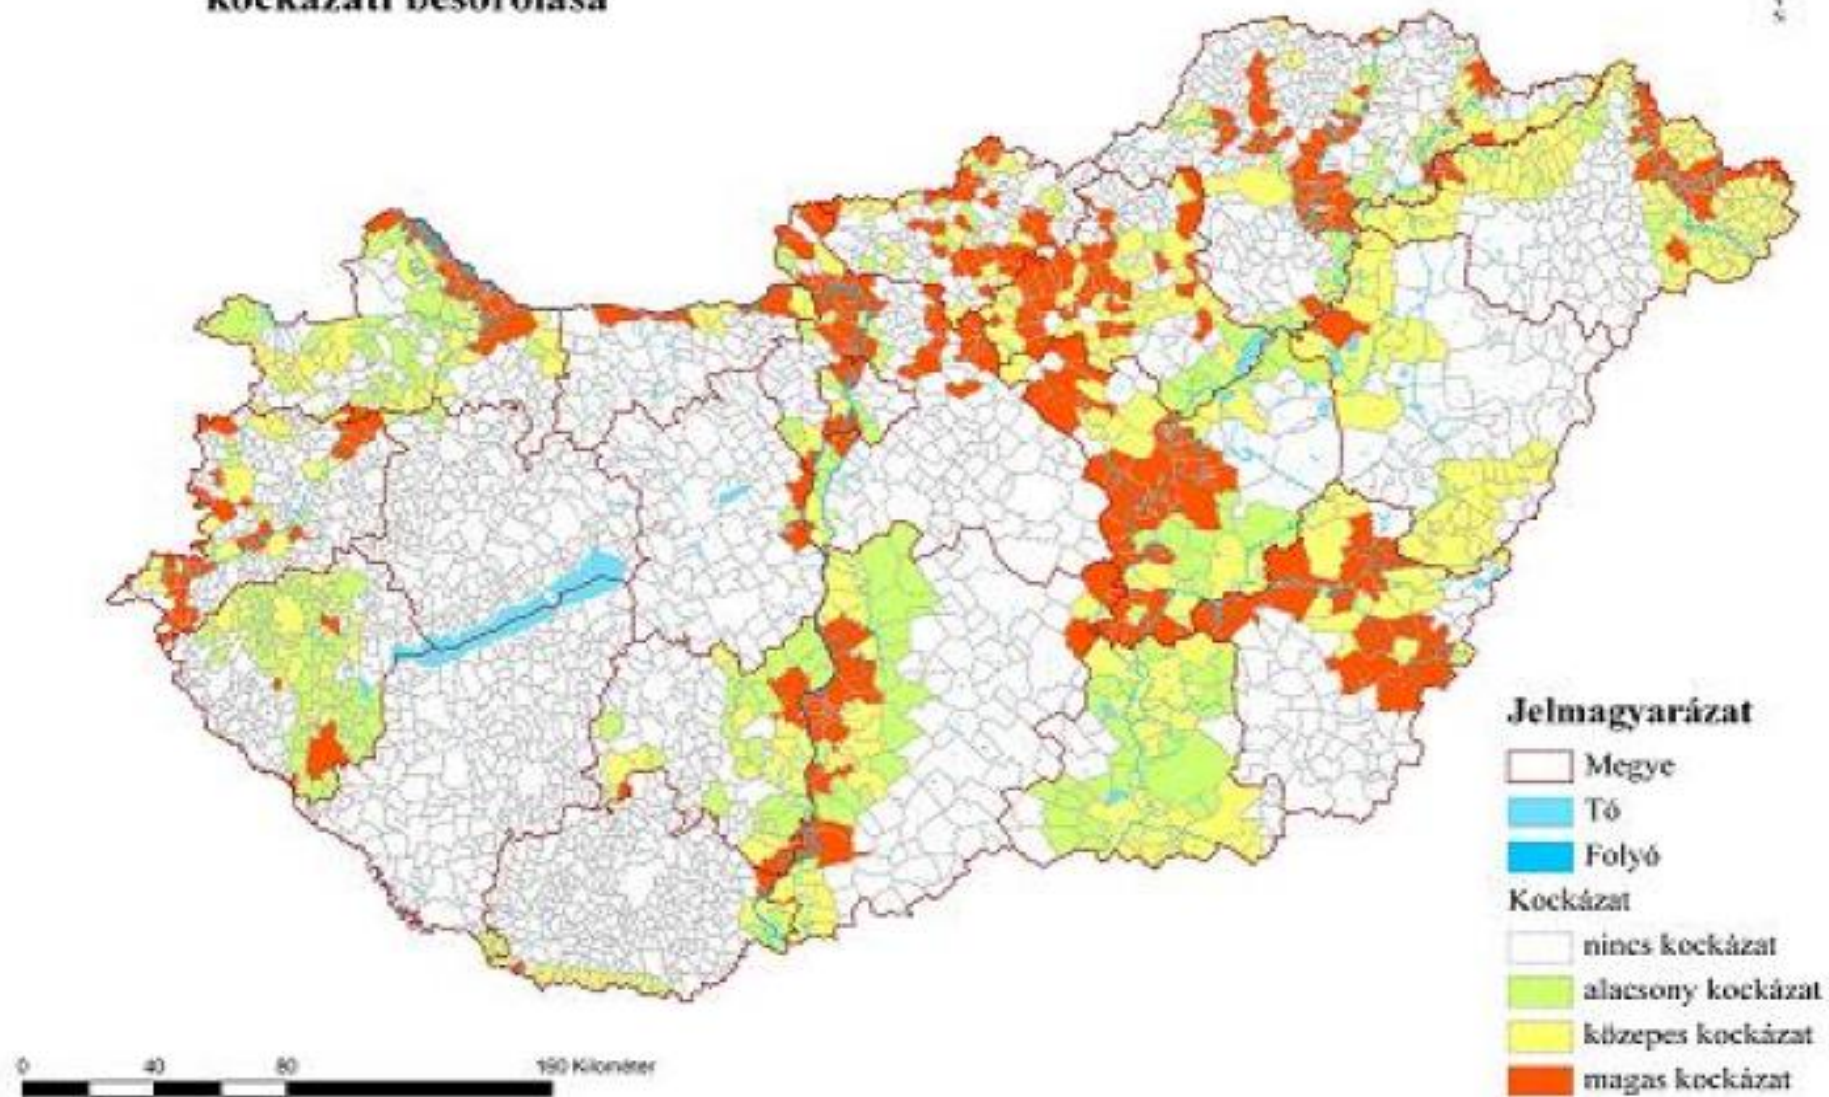 kockázati besorolása
Jelmagyarázat
Megye
Tó
Folyó
Kockázat
nincs kockázat
alacsony kockázat
közepes kockázat
magas kockázat
0 40 80 160 Kilométer